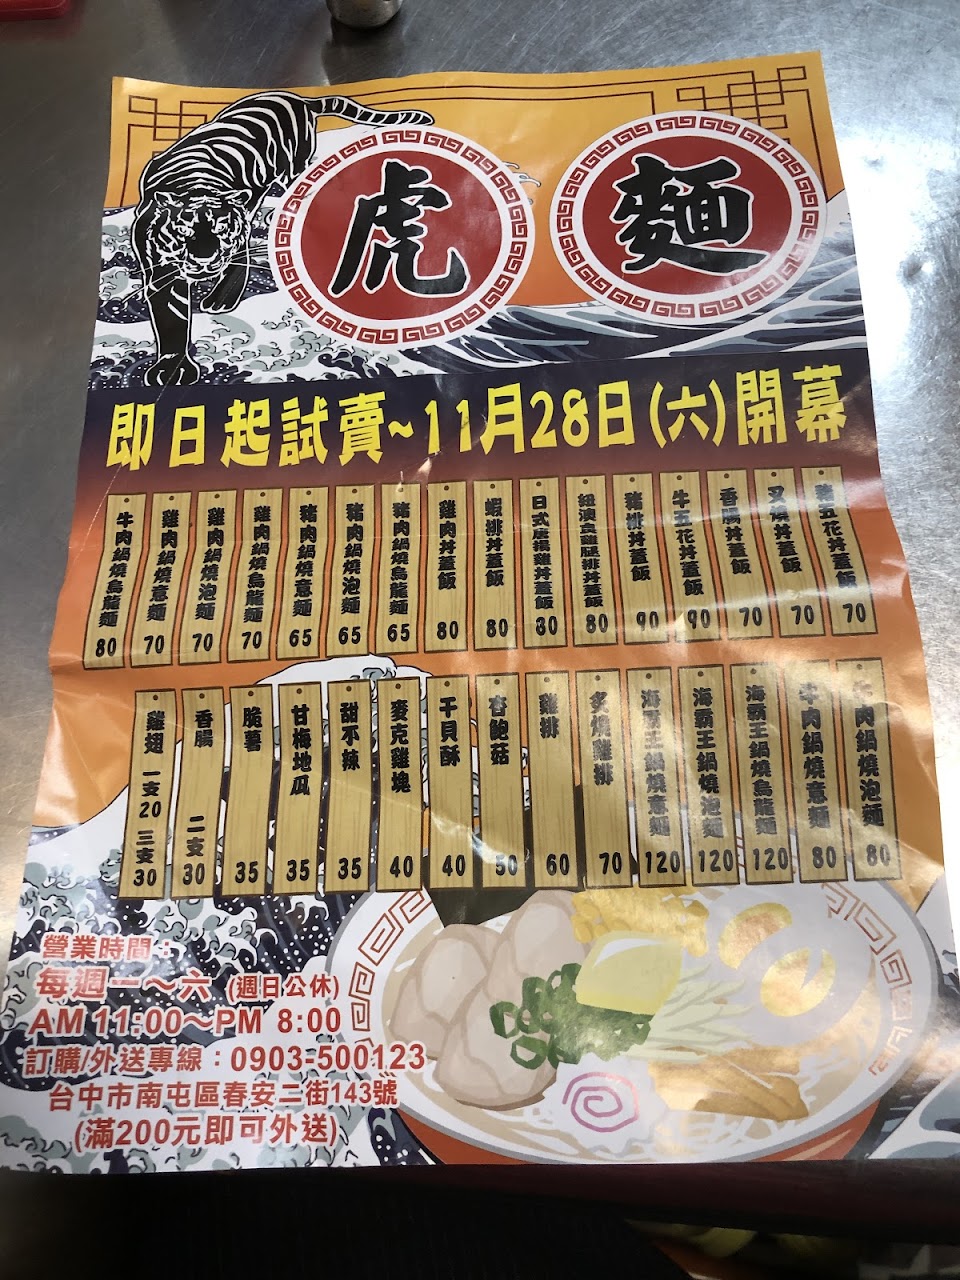 虎麵
即日起試賣~11月28日(六)開幕
豬五花丼蓋飯 70
叉燒丼蓋飯 70
香腸丼蓋飯 70
牛五花丼蓋飯 90
豬排丼蓋飯 90
紐澳良雞腿排丼蓋飯 80
日式唐揚雞丼蓋飯 80
蝦排丼蓋飯 80
雞肉丼蓋飯 80
豬肉鍋燒烏龍麵 65
豬肉鍋燒泡麵 65
豬肉鍋燒意麵 65
雞肉鍋燒烏龍麵 70
雞肉鍋燒泡麵 70
雞肉鍋燒意麵 70
牛肉鍋燒烏龍麵 80
牛肉鍋燒泡麵 80
牛肉鍋燒意麵 80
海霸王鍋燒烏龍麵 120
海霸王鍋燒泡麵 120
海霸王鍋燒意麵 120
炙燒雞排 70
雞排 60
杏鮑菇 50
干貝酥 40
麥克雞塊 40
甜不辣 35
甘梅地瓜 35
脆薯 35
香腸 二支 30
雞翅 一支20 三支30
營業時間：
每週一～六 (週日公休)
AM 11:00～PM 8:00
訂購/外送專線：0903-500123
台中市南屯區春安二街143號
(滿200元即可外送)